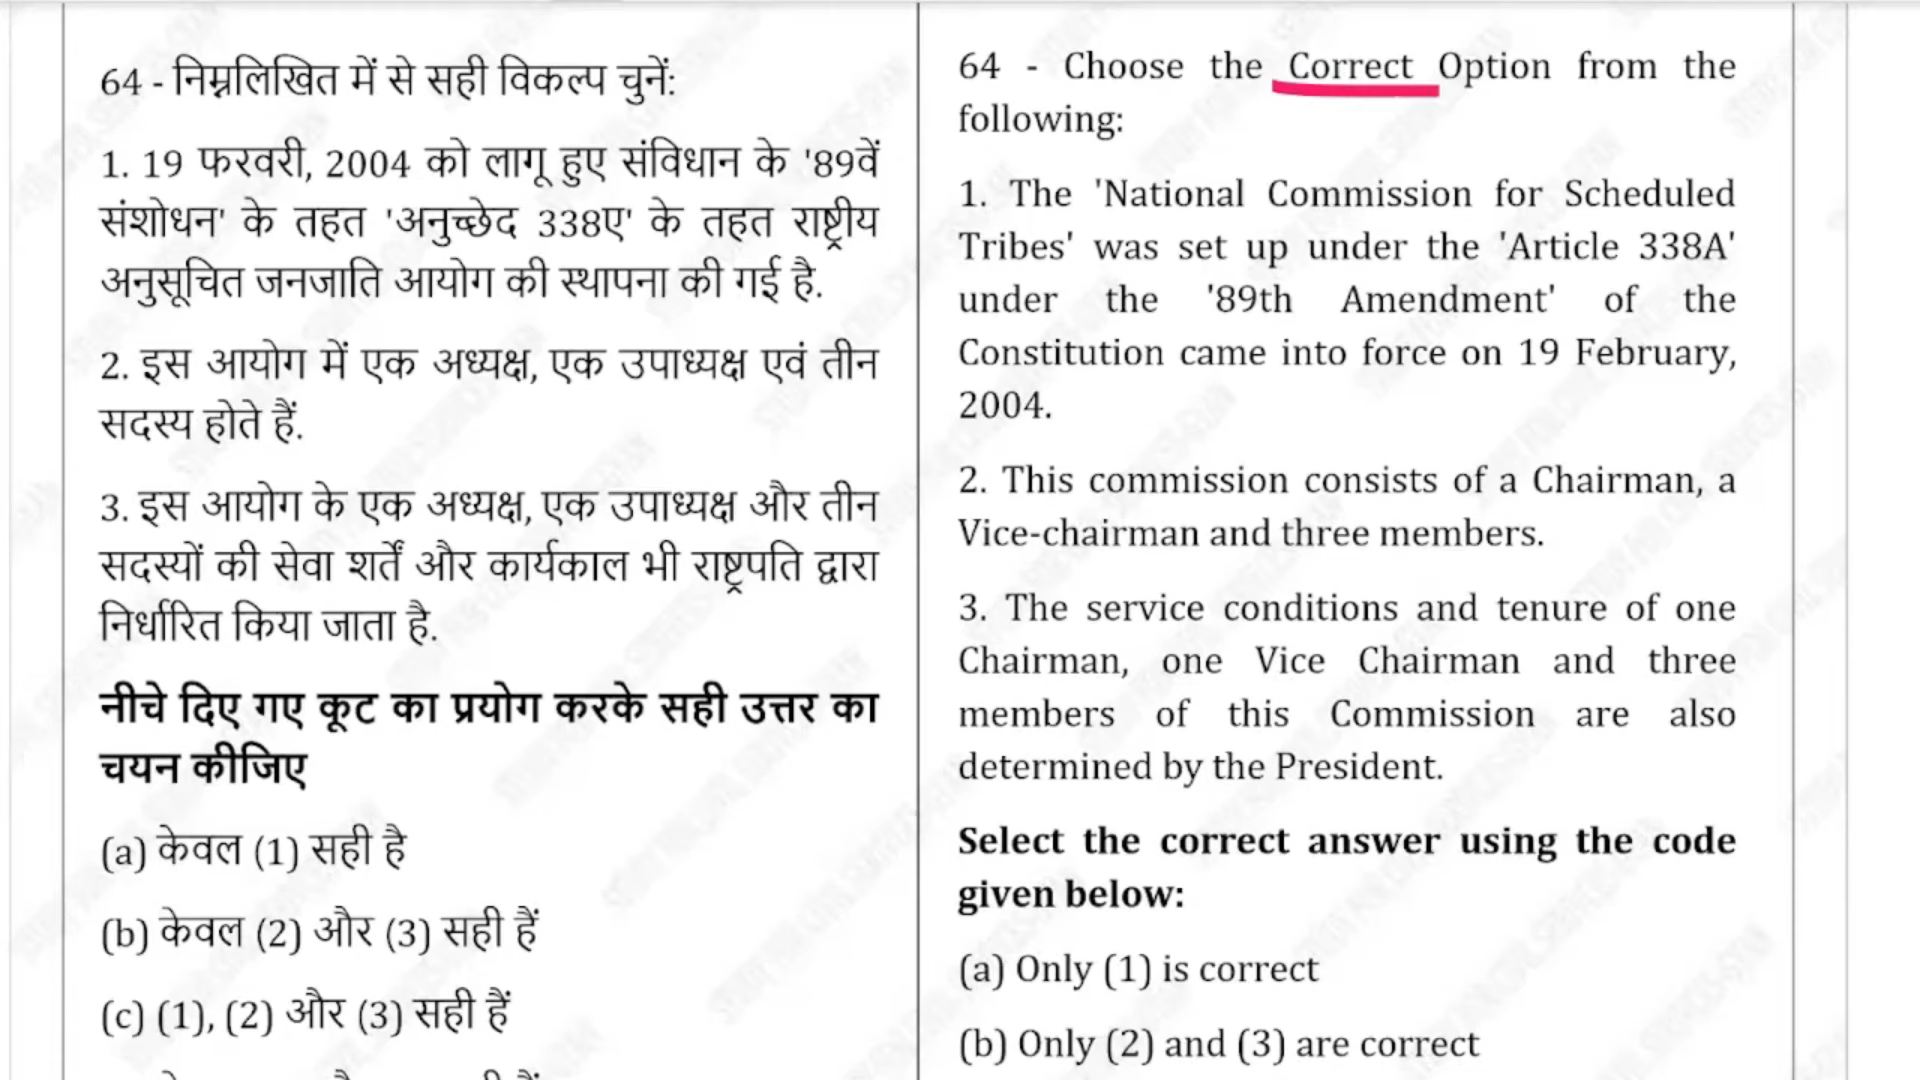 64 - निम्नलिखित में से सही विकल्प चुनें:
1. 19 फरवरी, 2004 को लागू हुए संविधान के '89वें
संशोधन' के तहत 'अनुच्छेद 338ए' के तहत राष्ट्रीय
अनुसूचित जनजाति आयोग की स्थापना की गई है.
2. इस आयोग में एक अध्यक्ष, एक उपाध्यक्ष एवं तीन
सदस्य होते हैं.
3. इस आयोग के एक अध्यक्ष, एक उपाध्यक्ष और तीन
सदस्यों की सेवा शर्तें और कार्यकाल भी राष्ट्रपति द्वारा
निर्धारित किया जाता है.
नीचे दिए गए कूट का प्रयोग करके सही उत्तर का
चयन कीजिए
(a) केवल (1) सही है
(b) केवल (2) और (3) सही हैं
(c) (1), (2) और (3) सही हैं
64 - Choose the Correct Option from the
following:
1. The 'National Commission for Scheduled
Tribes' was set up under the 'Article 338A'
under the '89th Amendment' of the
Constitution came into force on 19 February,
2004.
2. This commission consists of a Chairman, a
Vice-chairman and three members.
3. The service conditions and tenure of one
Chairman, one Vice Chairman and three
members of this Commission are also
determined by the President.
Select the correct answer using the code
given below:
(a) Only (1) is correct
(b) Only (2) and (3) are correct